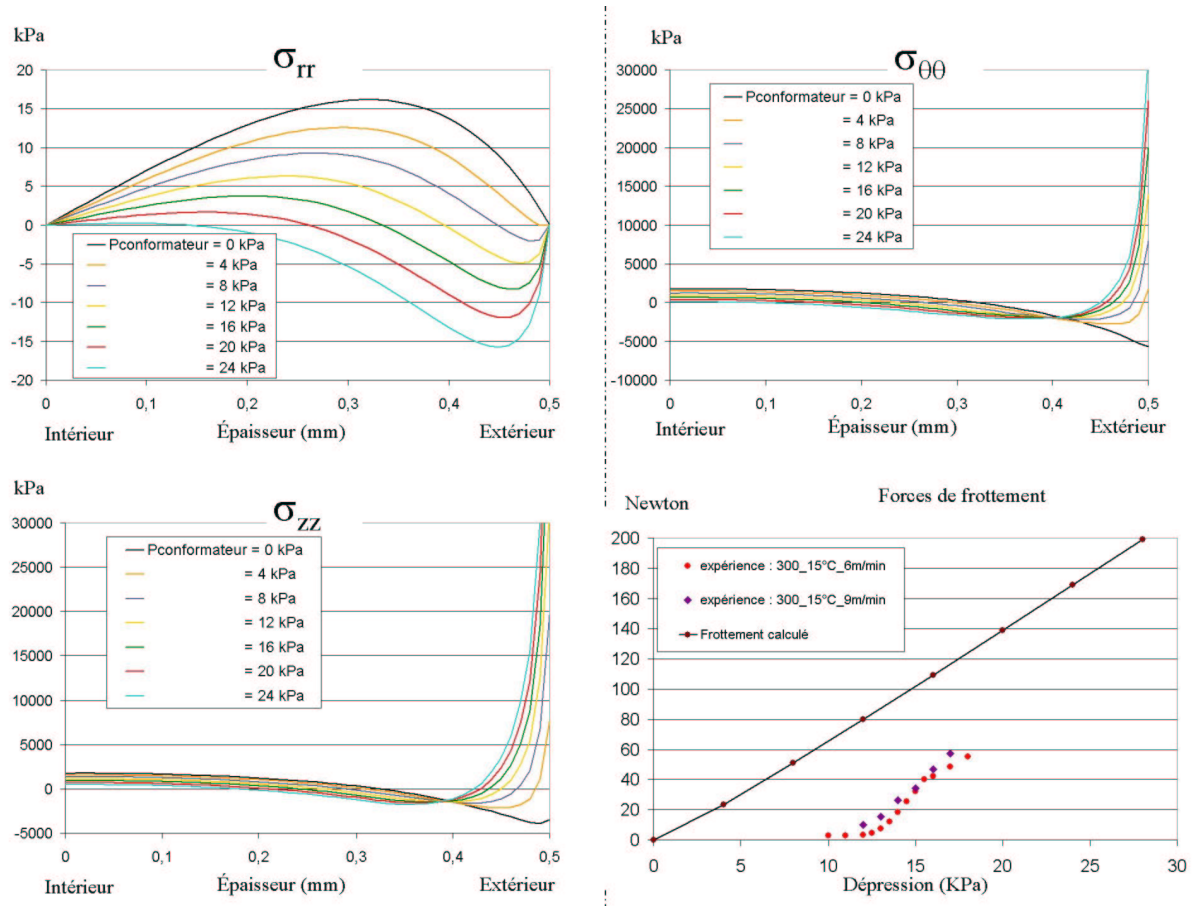 kPa
σrr
20
15
10
5
0
-5
-10
-15
-20
Pconformateur = 0 kPa
= 4 kPa
= 8 kPa
= 12 kPa
= 16 kPa
= 20 kPa
= 24 kPa
0 0,1 0,2 0,3 0,4 0,5
Intérieur Épaisseur (mm) Extérieur
kPa
σθθ
30000
25000
20000
15000
10000
5000
0
-5000
-10000
Pconformateur = 0 kPa
= 4 kPa
= 8 kPa
= 12 kPa
= 16 kPa
= 20 kPa
= 24 kPa
0 0,1 0,2 0,3 0,4 0,5
Intérieur Épaisseur (mm) Extérieur
kPa
σzz
30000
25000
20000
15000
10000
5000
0
-5000
Pconformateur = 0 kPa
= 4 kPa
= 8 kPa
= 12 kPa
= 16 kPa
= 20 kPa
= 24 kPa
0 0,1 0,2 0,3 0,4 0,5
Intérieur Épaisseur (mm) Extérieur
Newton
Forces de frottement
200
180
160
140
120
100
80
60
40
20
0
expérience : 300_15°C_6m/min
expérience : 300_15°C_9m/min
Frottement calculé
0 5 10 15 20 25 30
Dépression (KPa)